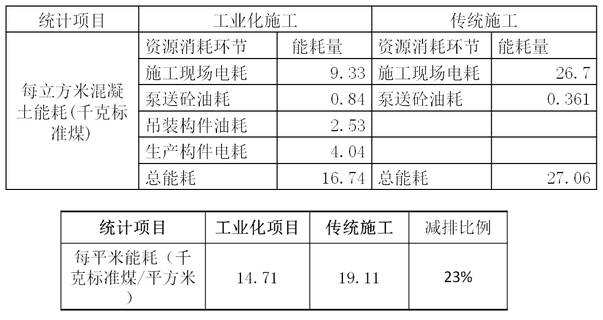 统计项目 工业化施工 传统施工
每立方米混凝土能耗(千克标准煤) 资源消耗环节 能耗量 资源消耗环节 能耗量
施工现场电耗 9.33 施工现场电耗 26.7
泵送砼油耗 0.84 泵送砼油耗 0.361
吊装构件油耗 2.53
生产构件电耗 4.04
总能耗 16.74 总能耗 27.06
统计项目 工业化项目 传统施工 减排比例
每平米能耗（千克标准煤/平方米） 14.71 19.11 23%